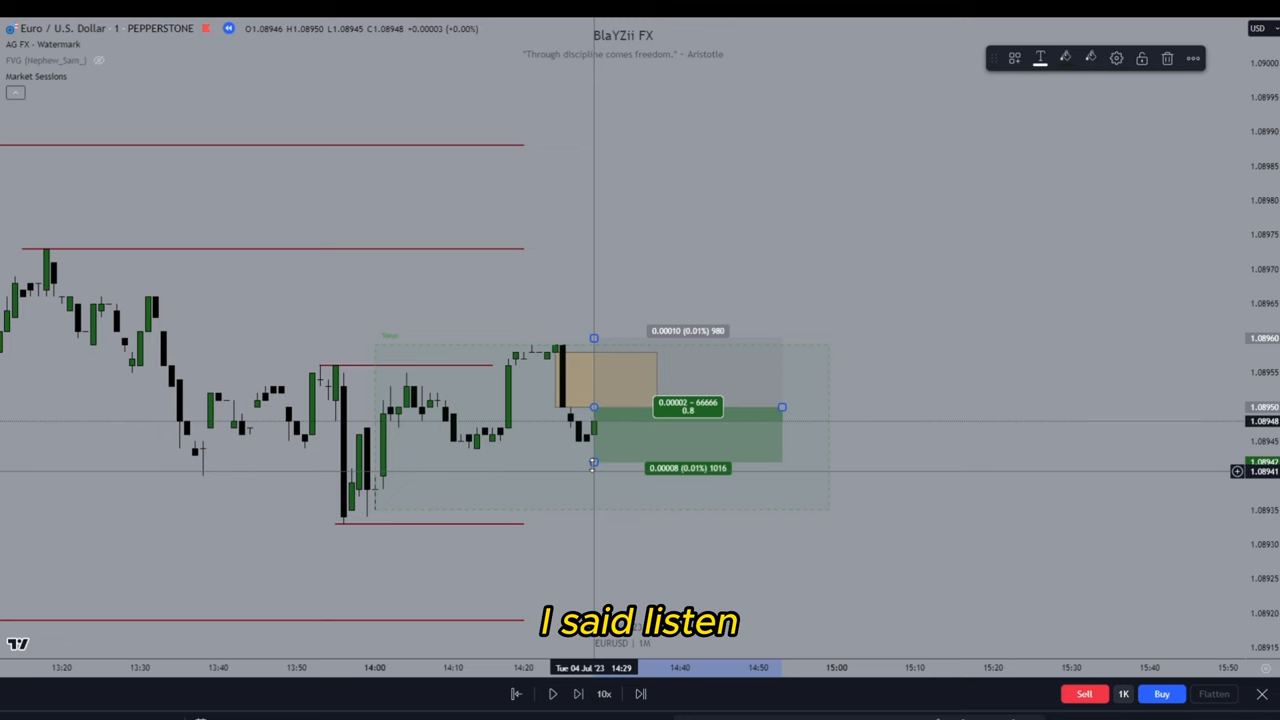 Euro / U.S. Dollar · 1 · PEPPERSTONE O1.08946 H1.08950 L1.08945 C1.08948 +0.00003 (+0.00%)
AG FX - Watermark
FVG (Nephew_Sam_)
Market Sessions
BlaYZii FX
"Through discipline comes freedom." ~ Aristotle
USD
1.09000
1.08995
1.08990
1.08985
1.08980
1.08975
1.08970
1.08965
1.08960
1.08955
1.08950
1.08948
1.08945
1.08942
1.08941
1.08935
1.08930
1.08925
1.08920
1.08915
Tokyo
0.00010 (0.01%) 980
0.00002 ~ 66666
0.8
0.00008 (0.01%) 1016
I said listen
EURUSD | 1M
13:20 13:30 13:40 13:50 14:00 14:10 14:20 Tue 04 Jul '23 14:29 14:40 14:50 15:00 15:10 15:20 15:30 15:40 15:50
10x
Sell 1K Buy Flatten